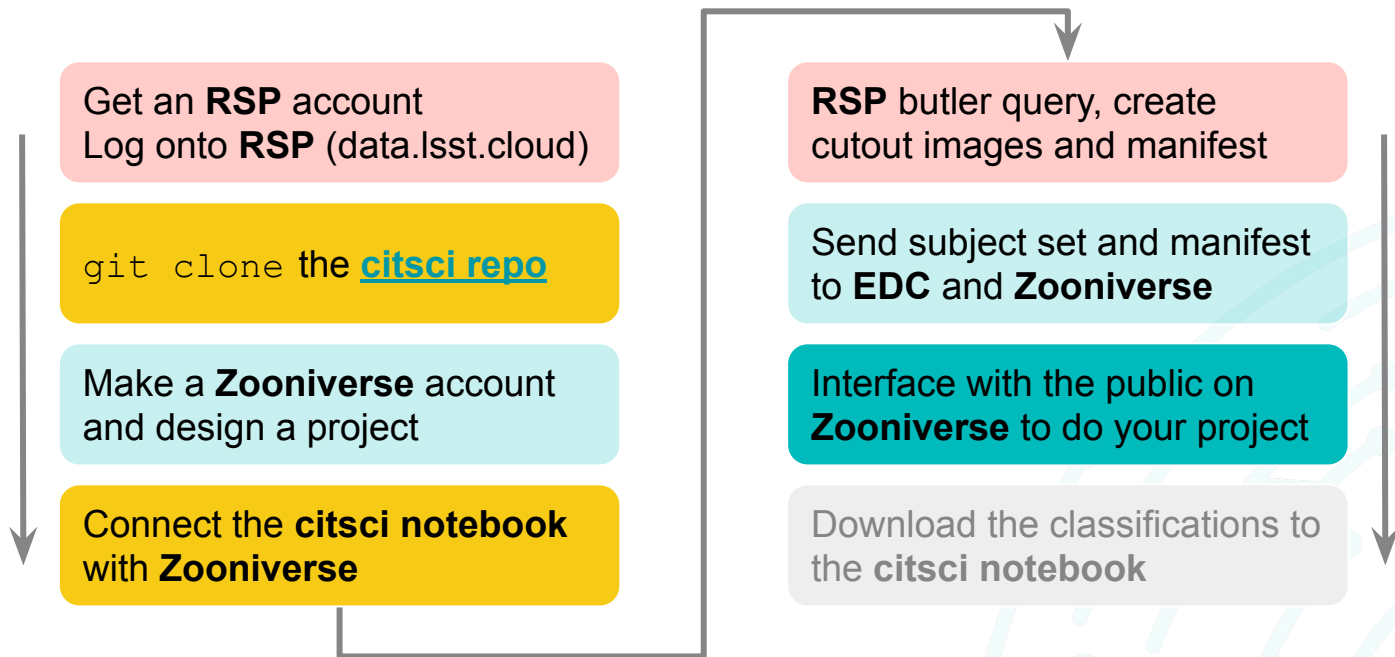 Get an RSP account
Log onto RSP (data.lsst.cloud)
git clone the citsci repo
Make a Zooniverse account
and design a project
Connect the citsci notebook
with Zooniverse
RSP butler query, create
cutout images and manifest
Send subject set and manifest
to EDC and Zooniverse
Interface with the public on
Zooniverse to do your project
Download the classifications to
the citsci notebook